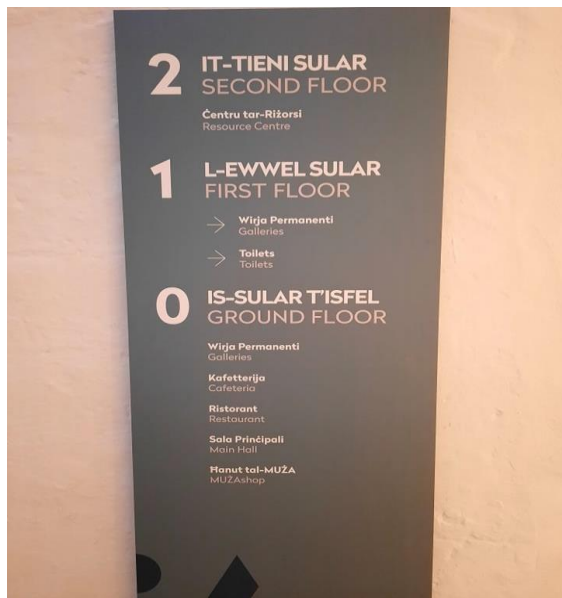 2 IT-TIENI SULAR
SECOND FLOOR
Ċentru tar-Riżorsi
Resource Centre
1 L-EWWEL SULAR
FIRST FLOOR
→ Wirja Permanenti
Galleries
→ Toilets
Toilets
0 IS-SULAR T'ISFEL
GROUND FLOOR
Wirja Permanenti
Galleries
Kafetterija
Cafeteria
Ristorant
Restaurant
Sala Prinċipali
Main Hall
Ħanut tal-MUŻA
MUŻAshop